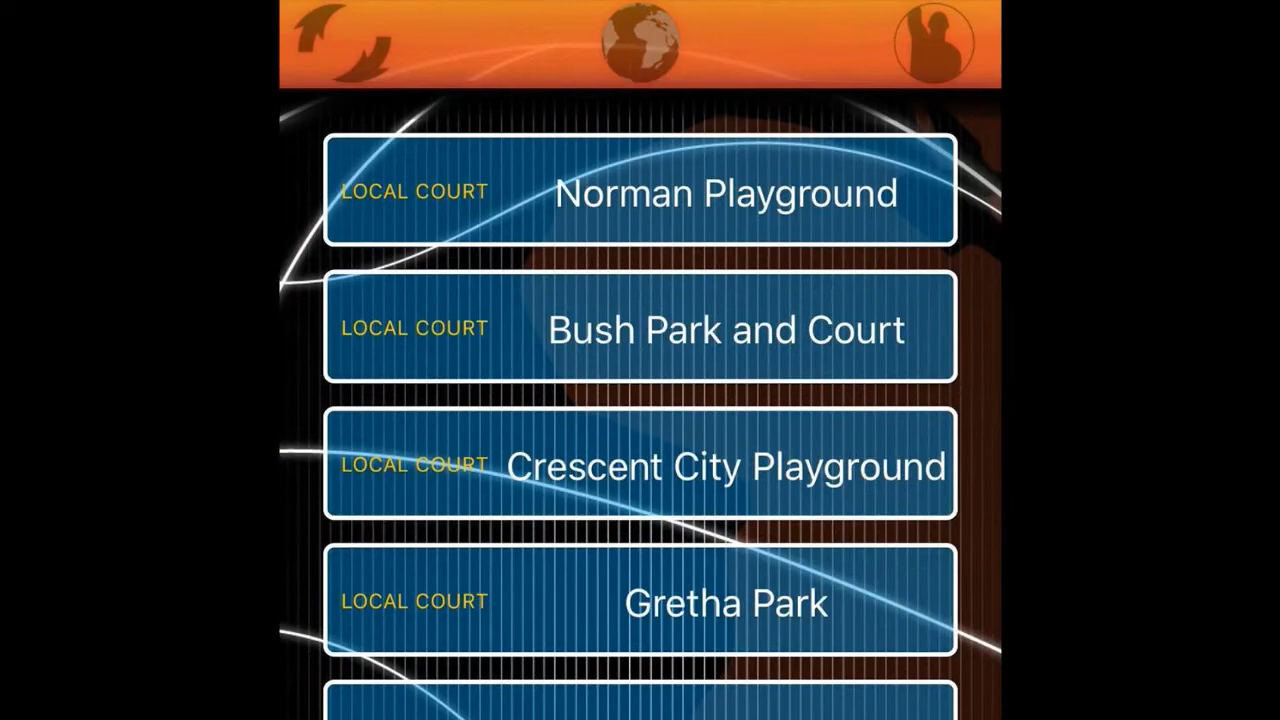 LOCAL COURT Norman Playground
LOCAL COURT Bush Park and Court
LOCAL COURT Crescent City Playground
LOCAL COURT Gretha Park